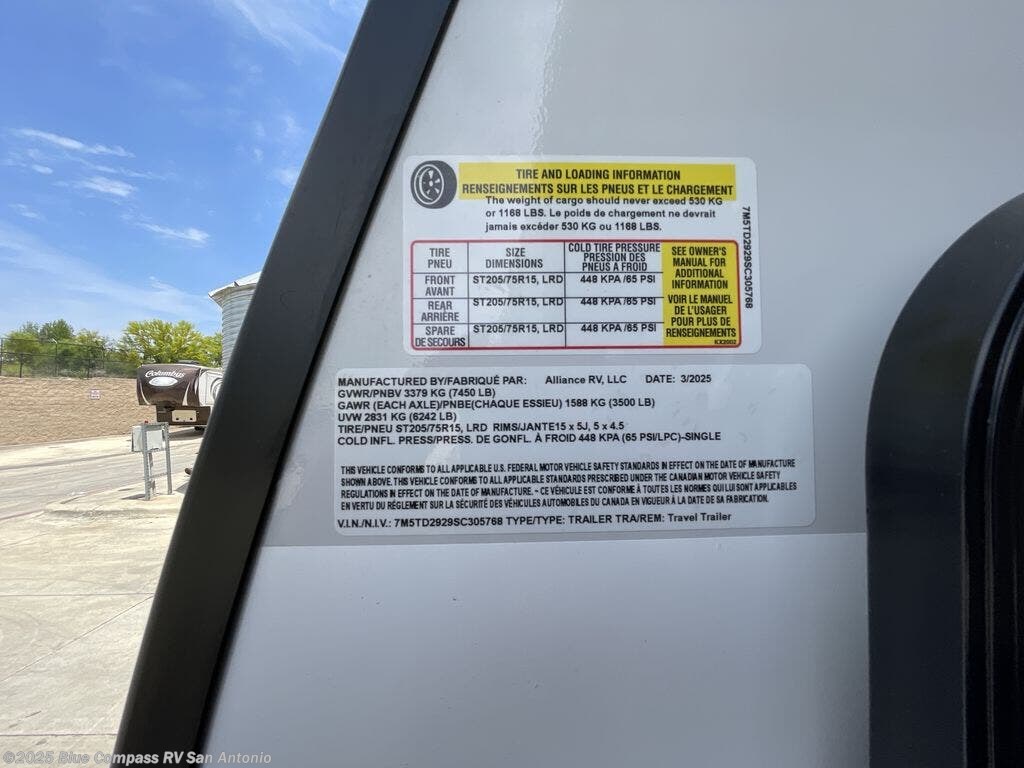 TIRE AND LOADING INFORMATION
RENSEIGNEMENTS SUR LES PNEUS ET LE CHARGEMENT
The weight of cargo should never exceed 530 KG
or 1168 LBS. Le poids de chargement ne devrait
jamais excéder 530 KG ou 1168 LBS.
TIRE PNEU SIZE DIMENSIONS COLD TIRE PRESSURE PRESSION DES PNEUS A FROID
FRONT AVANT ST205/75R15, LRD 448 KPA /65 PSI
REAR ARRIÈRE ST205/75R15, LRD 448 KPA /65 PSI
SPARE DE SECOURS ST205/75R15, LRD 448 KPA /65 PSI
SEE OWNER'S
MANUAL FOR
ADDITIONAL
INFORMATION
VOIR LE MANUEL
DE L'USAGER
POUR PLUS DE
RENSEIGNEMENTS
KX2002
7M5TD2929SC305768
MANUFACTURED BY/FABRIQUÉ PAR: Alliance RV, LLC DATE: 3/2025
GVWR/PNBV 3379 KG (7450 LB)
GAWR (EACH AXLE)/PNBE(CHAQUE ESSIEU) 1588 KG (3500 LB)
UVW 2831 KG (6242 LB)
TIRE/PNEU ST205/75R15, LRD RIMS/JANTE15 x 5J, 5 x 4.5
COLD INFL. PRESS/PRESS. DE GONFL. À FROID 448 KPA (65 PSI/LPC)-SINGLE
THIS VEHICLE CONFORMS TO ALL APPLICABLE U.S. FEDERAL MOTOR VEHICLE SAFETY STANDARDS IN EFFECT ON THE DATE OF MANUFACTURE
SHOWN ABOVE. THIS VEHICLE CONFORMS TO ALL APPLICABLE STANDARDS PRESCRIBED UNDER THE CANADIAN MOTOR VEHICLE SAFETY
REGULATIONS IN EFFECT ON THE DATE OF MANUFACTURE. - CE VÉHICULE EST CONFORME À TOUTES LES NORMES QUI LUI SONT APPLICABLES
EN VERTU DU RÉGLEMENT SUR LA SÉCURITÉ DES VÉHICULES AUTOMOBILES DU CANADA EN VIGUEUR À LA DATE DE SA FABRICATION.
V.I.N./N.I.V.: 7M5TD2929SC305768 TYPE/TYPE: TRAILER TRA/REM: Travel Trailer
Columbus
©2025 Blue Compass RV San Antonio